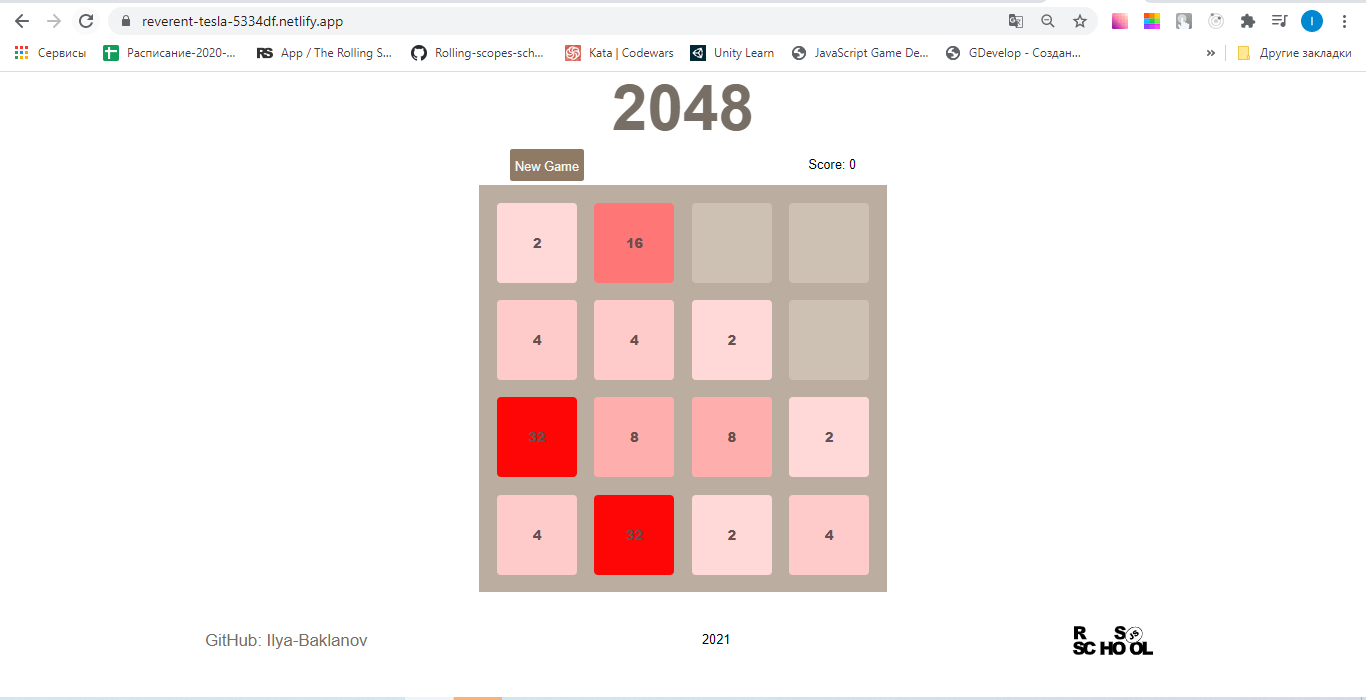 reverent-tesla-5334df.netlify.app
I
Сервисы Расписание-2020-... RS App / The Rolling S... Rolling-scopes-sch... Kata | Codewars Unity Learn JavaScript Game De... GDevelop - Создан... » Другие закладки
2048
New Game Score: 0
2 16
4 4 2
32 8 8 2
4 32 2 4
GitHub: Ilya-Baklanov 2021
R S JS
SCHOOL